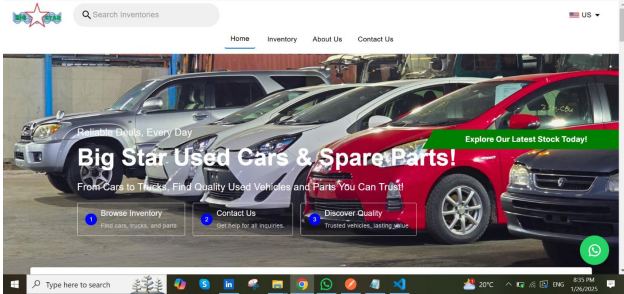 BIG STAR
Search Inventories
US
Home
Inventory
About Us
Contact Us
Reliable Deals, Every Day
Explore Our Latest Stock Today!
Big Star Used Cars & Spare Parts!
From Cars to Trucks, Find Quality Used Vehicles and Parts You Can Trust!
1
Browse Inventory
Find cars, trucks, and parts
2
Contact Us
Get help for all inquiries.
3
Discover Quality
Trusted vehicles, lasting value
Type here to search
20°C
ENG
8:35 PM
1/26/2025